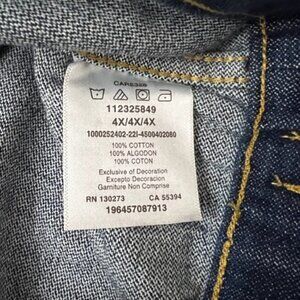 CARE328
112325849
4X/4X/4X
1000252402-22I-4500402080
100% COTTON
100% ALGODON
100% COTON
Exclusive of Decoration
Excepto Decoracion
Garniture Non Comprise
RN 130273 CA 55394
196457087913